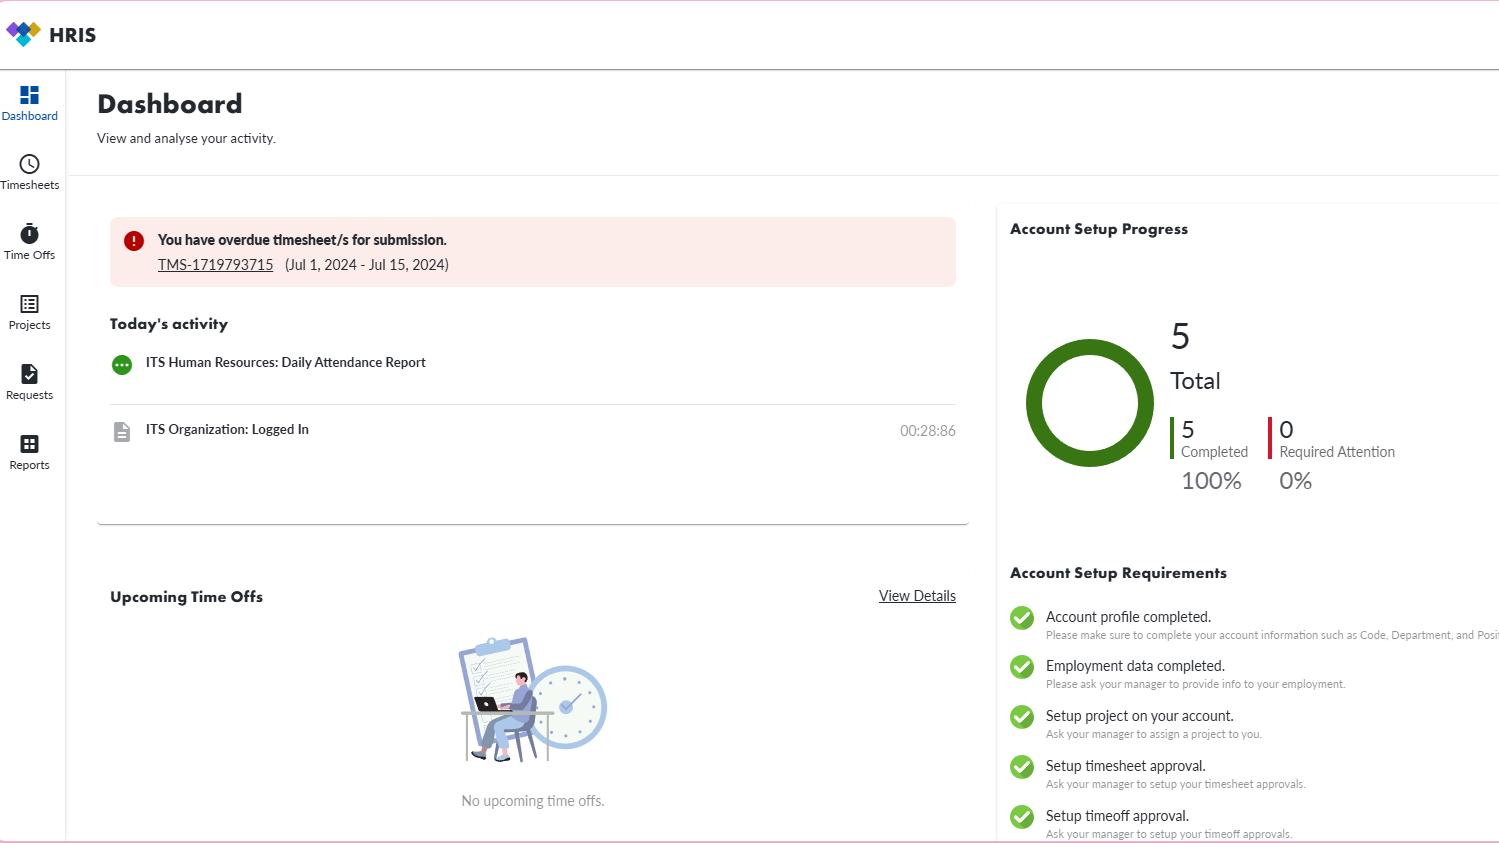 HRIS
Dashboard
Timesheets
Time Offs
Projects
Requests
Reports
Dashboard
View and analyse your activity.
You have overdue timesheet/s for submission.
TMS-1719793715 (Jul 1, 2024 - Jul 15, 2024)
Today's activity
ITS Human Resources: Daily Attendance Report
ITS Organization: Logged In 00:28:86
Upcoming Time Offs View Details
No upcoming time offs.
Account Setup Progress
5
Total
5 0
Completed Required Attention
100% 0%
Account Setup Requirements
Account profile completed.
Please make sure to complete your account information such as Code, Department, and Posit
Employment data completed.
Please ask your manager to provide info to your employment.
Setup project on your account.
Ask your manager to assign a project to you.
Setup timesheet approval.
Ask your manager to setup your timesheet approvals.
Setup timeoff approval.
Ask your manager to setup your timeoff approvals.